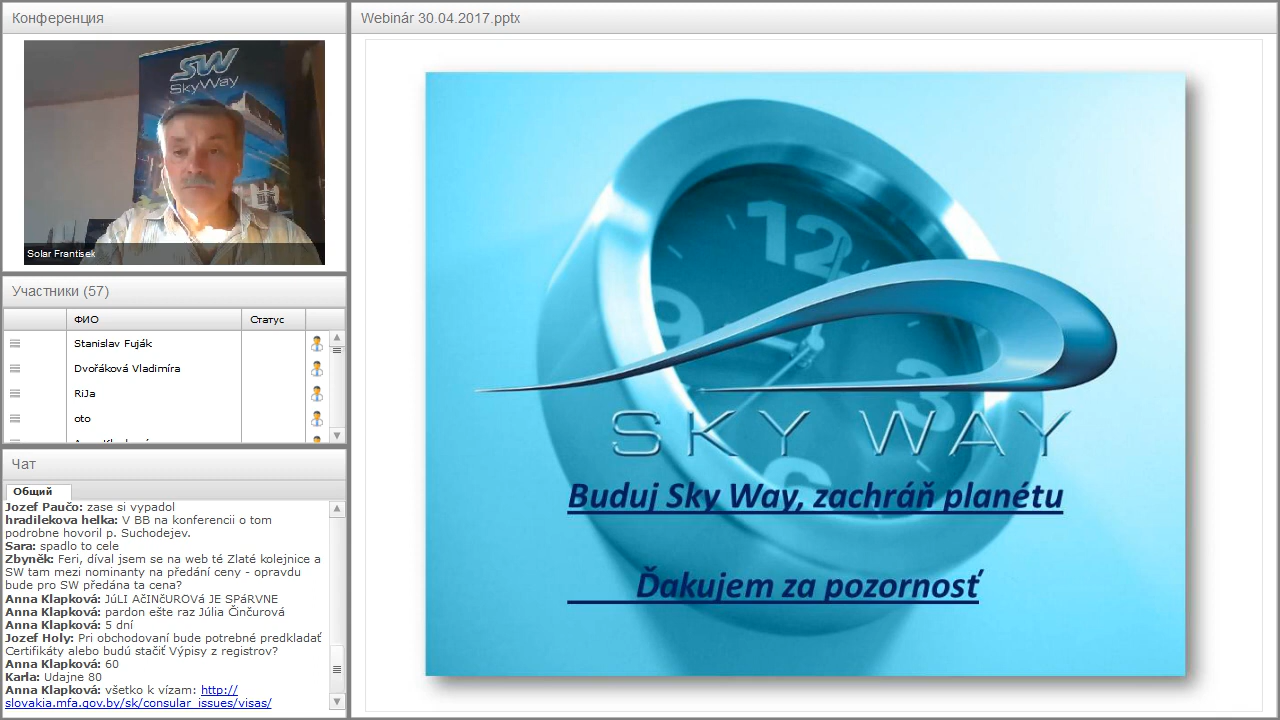 Конференция
SW
SkyWay
Solar Frantisek
Участники (57)
ФИО
Статус
Stanislav Fuják
Dvořáková Vladimíra
RiJa
oto
Чат
Общий
Jozef Paučo: zase si vypadol
hradilekova helka: V BB na konferencii o tom
podrobne hovoril p. Suchodejev.
Sara: spadlo to cele
Zbyněk: Feri, díval jsem se na web té Zlaté kolejnice a
SW tam mezi nominanty na předání ceny - opravdu
bude pro SW předána ta cena?
Anna Klapková: JúLI AčINčUROVá JE SPáRVNE
Anna Klapková: pardon ešte raz Júlia Činčurová
Anna Klapková: 5 dní
Jozef Holy: Pri obchodovaní bude potrebné predkladať
Certifikáty alebo budú stačiť Výpisy z registrov?
Anna Klapková: 60
Karla: Udajne 80
Anna Klapková: všetko k vízam: http://
slovakia.mfa.gov.by/sk/consular_issues/visas/
Webinár 30.04.2017.pptx
12
9
3
6
SKY WAY
Buduj Sky Way, zachráň planétu
Ďakujem za pozornosť